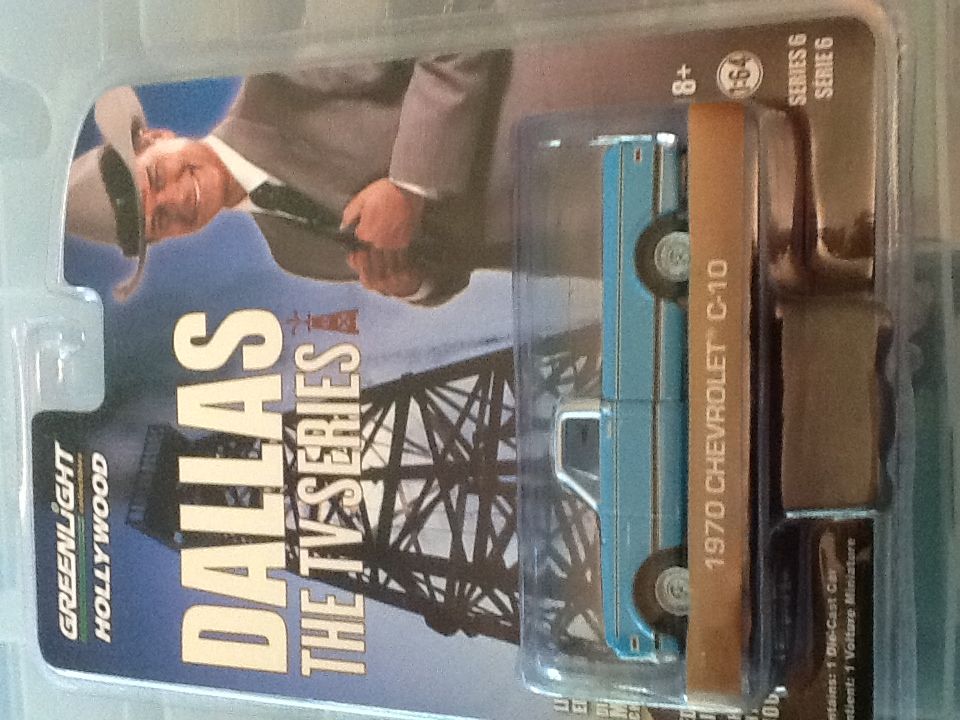 GREENLIGHT
HOLLYWOOD
DALLAS
THE TV SERIES
8+
1:64
SERIES 6
SERIE 6
1970 CHEVROLET C-10
1 Die-Cast Car
1 Voiture Miniature